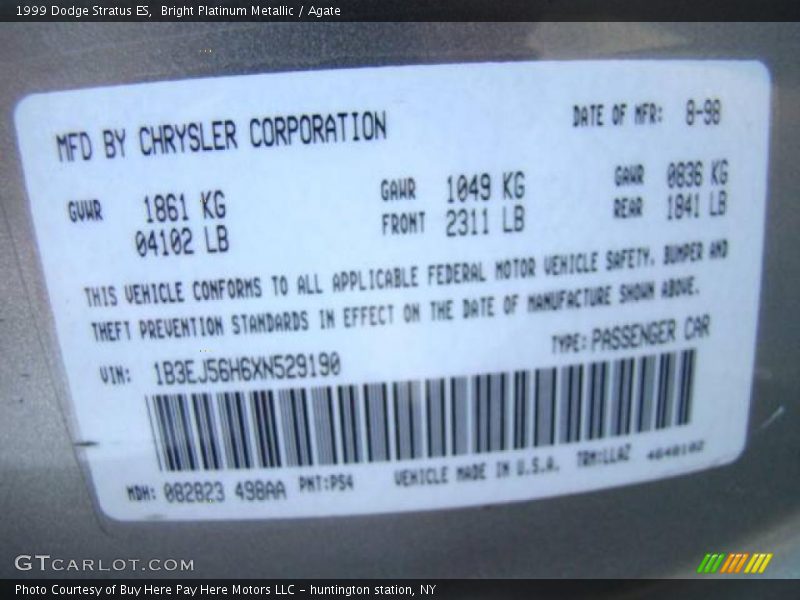 1999 Dodge Stratus ES,  Bright Platinum Metallic / Agate
MFD BY CHRYSLER CORPORATION
DATE OF MFR: 8-98
GVWR 1861 KG
04102 LB
GAWR 1049 KG
FRONT 2311 LB
GAWR 0836 KG
REAR 1841 LB
THIS VEHICLE CONFORMS TO ALL APPLICABLE FEDERAL MOTOR VEHICLE SAFETY, BUMPER AND
THEFT PREVENTION STANDARDS IN EFFECT ON THE DATE OF MANUFACTURE SHOWN ABOVE.
VIN: 1B3EJ56H6XN529190
TYPE: PASSENGER CAR
MDH: 082823 498AA PNT:PS4 VEHICLE MADE IN U.S.A. TRM:LLAZ 4648102
GTCARLOT.COM
Photo Courtesy of Buy Here Pay Here Motors LLC - huntington station, NY